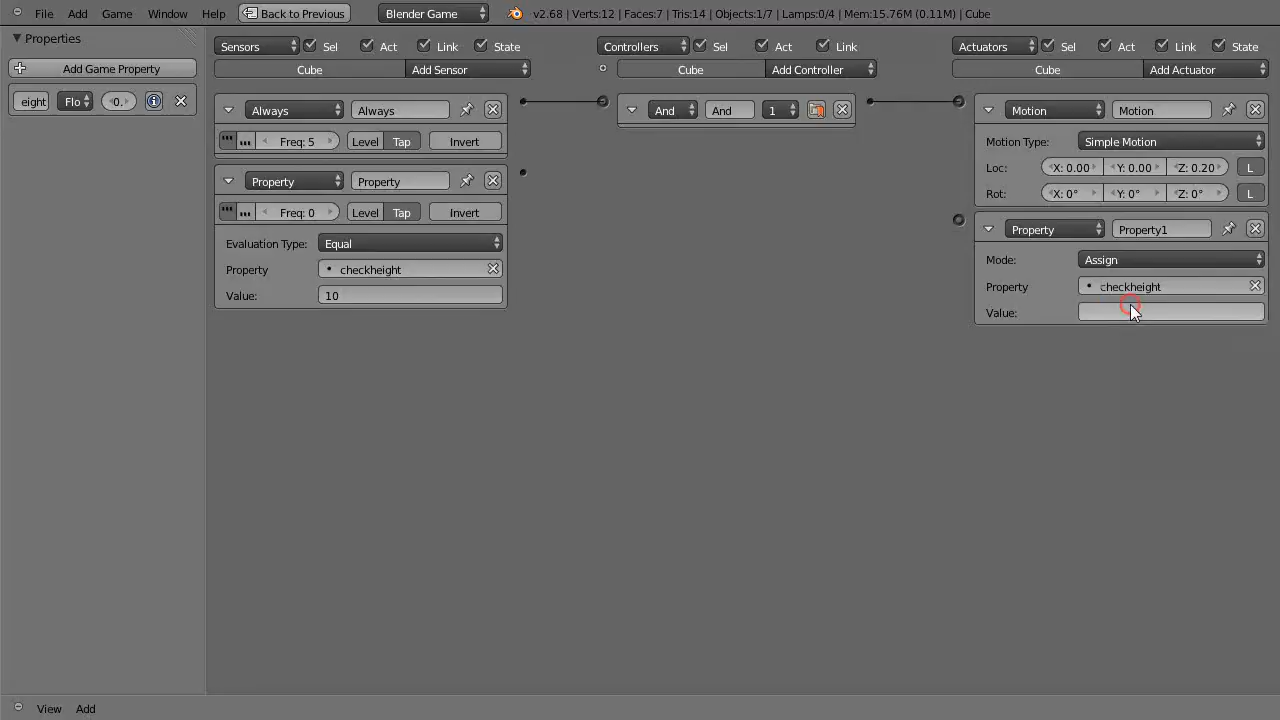 File Add Game Window Help Back to Previous Blender Game v2.68 | Verts:12 | Faces:7 | Tris:14 | Objects:1/7 | Lamps:0/4 | Mem:15.76M (0.11M) | Cube
Properties
Add Game Property
eight Flo 0.
Sensors Sel Act Link State
Cube Add Sensor
Always Always
Freq: 5 Level Tap Invert
Property Property
Freq: 0 Level Tap Invert
Evaluation Type: Equal
Property checkheight
Value: 10
Controllers Sel Act Link
Cube Add Controller
And And 1
Actuators Sel Act Link State
Cube Add Actuator
Motion Motion
Motion Type: Simple Motion
Loc: X: 0.00 Y: 0.00 Z: 0.20 L
Rot: X: 0° Y: 0° Z: 0° L
Property Property1
Mode: Assign
Property checkheight
Value:
View Add